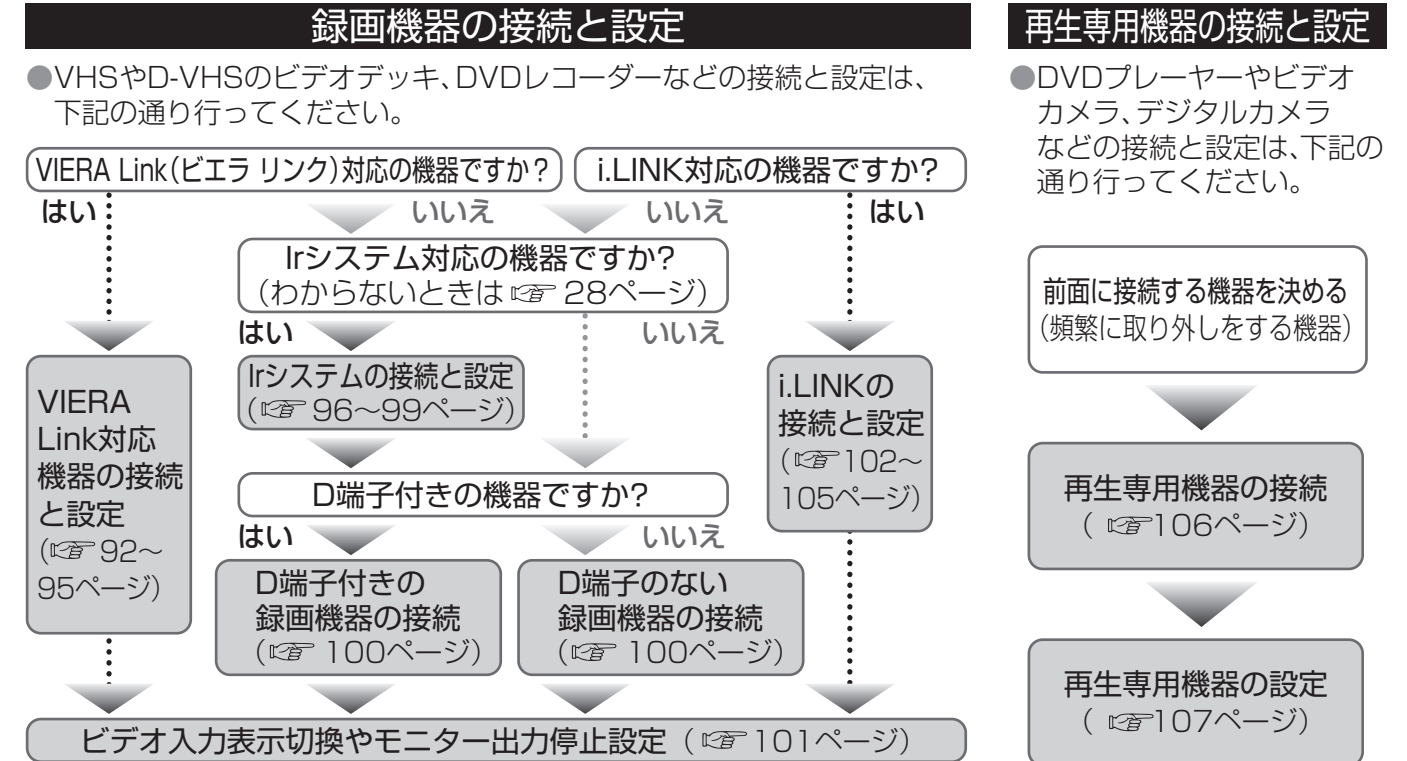 録画機器の接続と設定
●VHSやD-VHSのビデオデッキ、DVDレコーダーなどの接続と設定は、
下記の通り行ってください。
VIERA Link（ビエラ リンク）対応の機器ですか？
i.LINK対応の機器ですか？
はい
いいえ
いいえ
はい
Irシステム対応の機器ですか？
（わからないときは ☞ 28ページ）
はい
いいえ
VIERA
Link対応
機器の接続
と設定
（☞ 92～
95ページ）
Irシステムの接続と設定
（☞ 96～99ページ）
i.LINKの
接続と設定
（☞102～
105ページ）
D端子付きの機器ですか？
はい
いいえ
D端子付きの
録画機器の接続
（☞ 100ページ）
D端子のない
録画機器の接続
（☞ 100ページ）
ビデオ入力表示切換やモニター出力停止設定（☞101ページ）
再生専用機器の接続と設定
●DVDプレーヤーやビデオ
カメラ、デジタルカメラ
などの接続と設定は、下記の
通り行ってください。
前面に接続する機器を決める
（頻繁に取り外しをする機器）
再生専用機器の接続
（ ☞106ページ）
再生専用機器の設定
（ ☞107ページ）